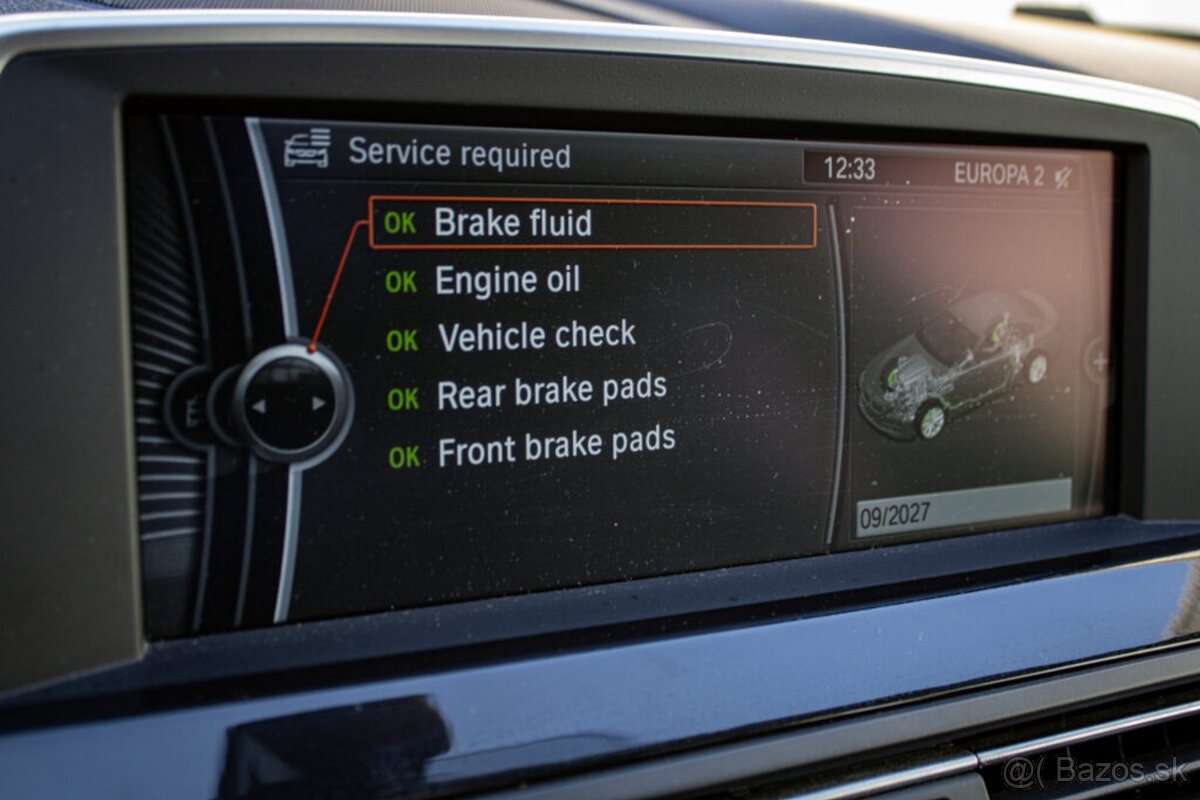 Service required
12:33
EUROPA 2
OK Brake fluid
OK Engine oil
OK Vehicle check
OK Rear brake pads
OK Front brake pads
09/2027
@( Bazos.sk